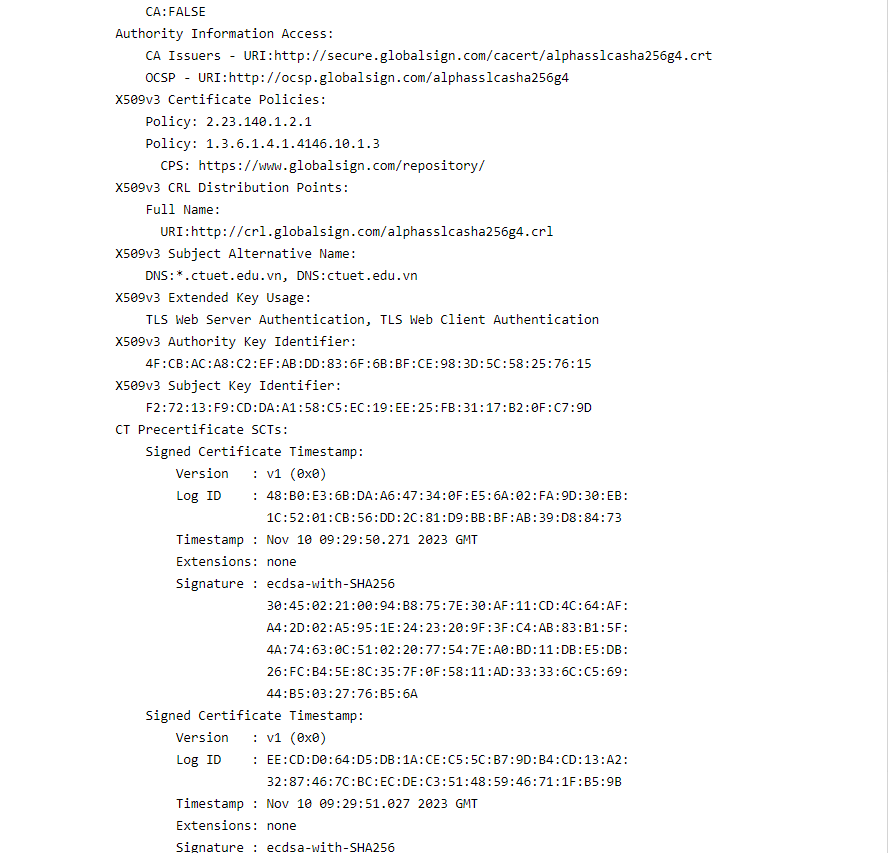 CA:FALSE
Authority Information Access:
CA Issuers - URI:http://secure.globalsign.com/cacert/alphasslcasha256g4.crt
OCSP - URI:http://ocsp.globalsign.com/alphasslcasha256g4
X509v3 Certificate Policies:
Policy: 2.23.140.1.2.1
Policy: 1.3.6.1.4.1.4146.10.1.3
CPS: https://www.globalsign.com/repository/
X509v3 CRL Distribution Points:
Full Name:
URI:http://crl.globalsign.com/alphasslcasha256g4.crl
X509v3 Subject Alternative Name:
DNS:*.ctuet.edu.vn, DNS:ctuet.edu.vn
X509v3 Extended Key Usage:
TLS Web Server Authentication, TLS Web Client Authentication
X509v3 Authority Key Identifier:
4F:CB:AC:A8:C2:EF:AB:DD:83:6F:6B:BF:CE:98:3D:5C:58:25:76:15
X509v3 Subject Key Identifier:
F2:72:13:F9:CD:DA:A1:58:C5:EC:19:EE:25:FB:31:17:B2:0F:C7:9D
CT Precertificate SCTs:
Signed Certificate Timestamp:
Version : v1 (0x0)
Log ID : 48:B0:E3:6B:DA:A6:47:34:0F:E5:6A:02:FA:9D:30:EB:
1C:52:01:CB:56:DD:2C:81:D9:BB:BF:AB:39:D8:84:73
Timestamp : Nov 10 09:29:50.271 2023 GMT
Extensions: none
Signature : ecdsa-with-SHA256
30:45:02:21:00:94:B8:75:7E:30:AF:11:CD:4C:64:AF:
A4:2D:02:A5:95:1E:24:23:20:9F:3F:C4:AB:83:B1:5F:
4A:74:63:0C:51:02:20:77:54:7E:A0:BD:11:DB:E5:DB:
26:FC:B4:5E:8C:35:7F:0F:58:11:AD:33:33:6C:C5:69:
44:B5:03:27:76:B5:6A
Signed Certificate Timestamp:
Version : v1 (0x0)
Log ID : EE:CD:D0:64:D5:DB:1A:CE:C5:5C:B7:9D:B4:CD:13:A2:
32:87:46:7C:BC:EC:DE:C3:51:48:59:46:71:1F:B5:9B
Timestamp : Nov 10 09:29:51.027 2023 GMT
Extensions: none
Signature : ecdsa-with-SHA256